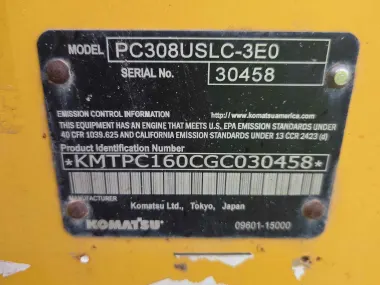 MODEL PC308USLC-3E0
SERIAL No. 30458
EMISSION CONTROL INFORMATION www.komatsuamerica.com
THIS EQUIPMENT HAS AN ENGINE THAT MEETS U.S. EPA EMISSION STANDARDS UNDER
40 CFR 1039.625 AND CALIFORNIA EMISSION STANDARDS UNDER 13 CCR 2423 (d)
Product Identification Number
*KMTPC160CGC030458*
Komatsu Ltd., Tokyo, Japan
KOMATSU 09601-15000